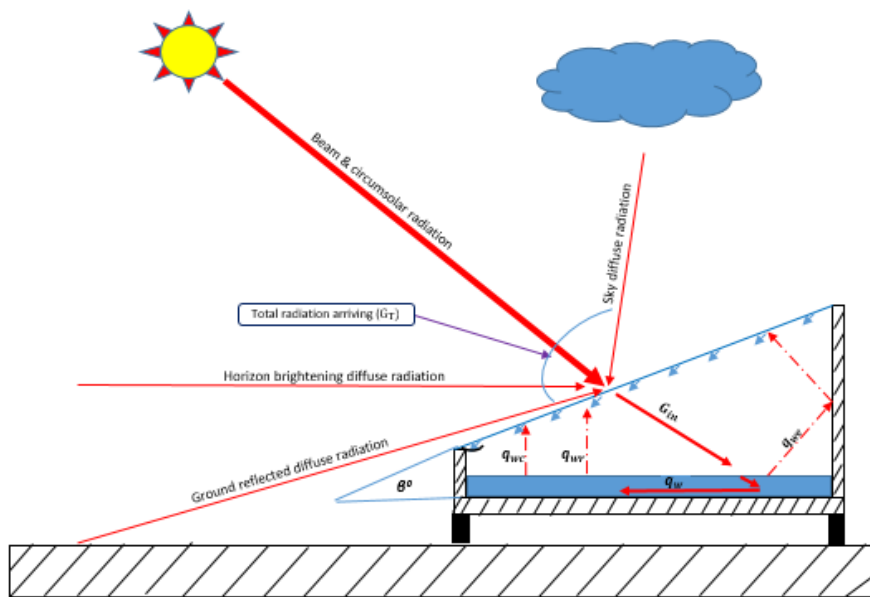 Beam & circumsolar radiation
Sky diffuse radiation
Total radiation arriving (G_T)
Horizon brightening diffuse radiation
Ground reflected diffuse radiation
G_in
q_wc
q_wr
q_we
q_w
θ⁰